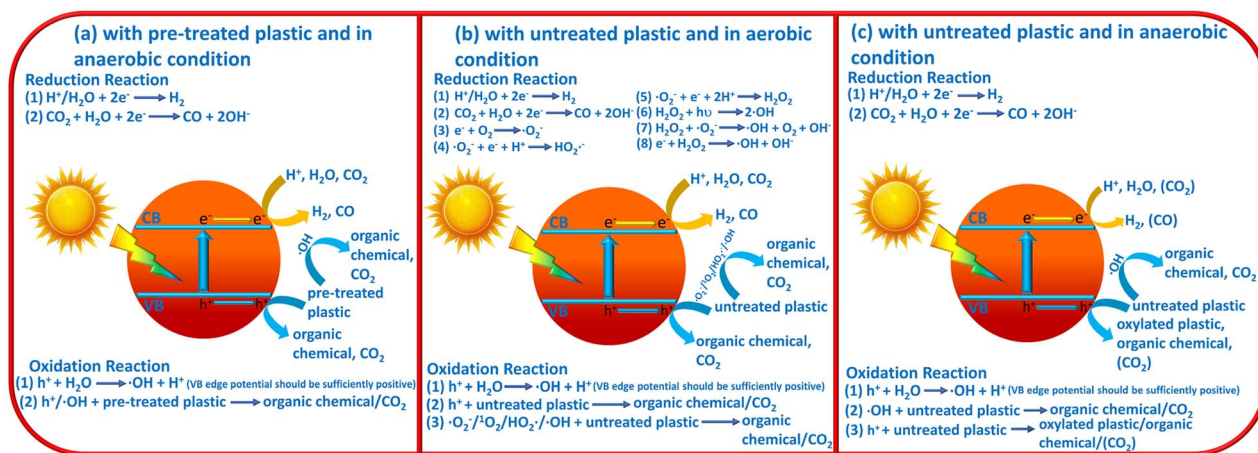 (a) with pre-treated plastic and in
anaerobic condition
Reduction Reaction
(1) H⁺/H₂O + 2e⁻ ⟶ H₂
(2) CO₂ + H₂O + 2e⁻ ⟶ CO + 2OH⁻
H⁺, H₂O, CO₂
CB
e⁻ e⁻
H₂, CO
·OH
organic
chemical,
CO₂
pre-treated
plastic
VB
h⁺ h⁺
organic
chemical, CO₂
Oxidation Reaction
(1) h⁺ + H₂O ⟶ ·OH + H⁺ (VB edge potential should be sufficiently positive)
(2) h⁺/·OH + pre-treated plastic ⟶ organic chemical/CO₂
(b) with untreated plastic and in aerobic
condition
Reduction Reaction
(1) H⁺/H₂O + 2e⁻ ⟶ H₂
(2) CO₂ + H₂O + 2e⁻ ⟶ CO + 2OH⁻
(3) e⁻ + O₂ ⟶ ·O₂⁻
(4) ·O₂⁻ + e⁻ + H⁺ ⟶ HO₂·⁻
(5) ·O₂⁻ + e⁻ + 2H⁺ ⟶ H₂O₂
(6) H₂O₂ + hυ ⟶ 2·OH
(7) H₂O₂ + ·O₂⁻ ⟶ ·OH + O₂ + OH⁻
(8) e⁻ + H₂O₂ ⟶ ·OH + OH⁻
H⁺, H₂O, CO₂
CB
e⁻ e⁻
H₂, CO
·O₂⁻/¹O₂/HO₂·/·OH
organic
chemical,
CO₂
untreated plastic
VB
h⁺ h⁺
organic chemical,
CO₂
Oxidation Reaction
(1) h⁺ + H₂O ⟶ ·OH + H⁺ (VB edge potential should be sufficiently positive)
(2) h⁺ + untreated plastic ⟶ organic chemical/CO₂
(3) ·O₂⁻/¹O₂/HO₂·/·OH + untreated plastic ⟶ organic
chemical/CO₂
(c) with untreated plastic and in anaerobic
condition
Reduction Reaction
(1) H⁺/H₂O + 2e⁻ ⟶ H₂
(2) CO₂ + H₂O + 2e⁻ ⟶ CO + 2OH⁻
H⁺, H₂O, (CO₂)
CB
e⁻ e⁻
H₂, (CO)
·OH
organic
chemical, CO₂
untreated plastic
VB
h⁺ h⁺
oxylated plastic,
organic chemical,
(CO₂)
Oxidation Reaction
(1) h⁺ + H₂O ⟶ ·OH + H⁺ (VB edge potential should be sufficiently positive)
(2) ·OH + untreated plastic ⟶ organic chemical/CO₂
(3) h⁺ + untreated plastic ⟶ oxylated plastic/organic
chemical/(CO₂)